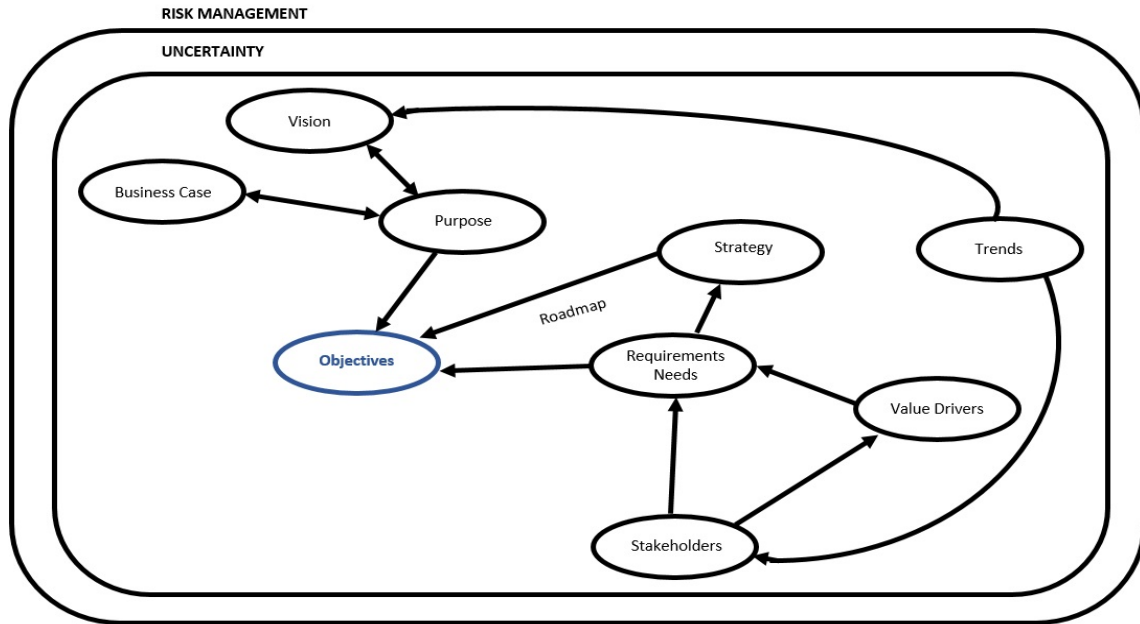 RISK MANAGEMENT
UNCERTAINTY
Vision
Business Case
Purpose
Strategy
Trends
Roadmap
Objectives
Requirements
Needs
Value Drivers
Stakeholders